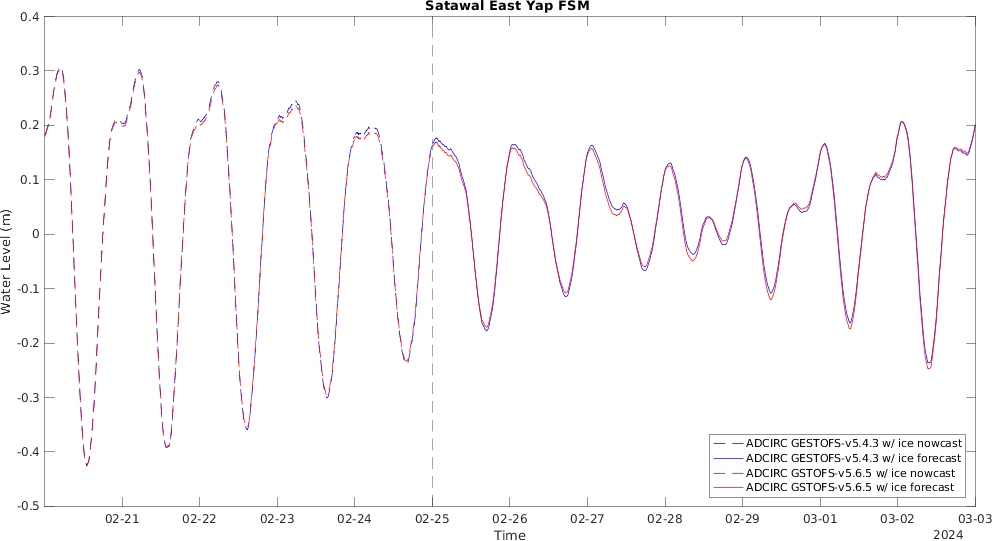 Satawal East Yap FSM
0.4
0.3
0.2
0.1
0
-0.1
-0.2
-0.3
-0.4
-0.5
Water Level (m)
ADCIRC GESTOFS-v5.4.3 w/ ice nowcast
ADCIRC GESTOFS-v5.4.3 w/ ice forecast
ADCIRC GSTOFS-v5.6.5 w/ ice nowcast
ADCIRC GSTOFS-v5.6.5 w/ ice forecast
02-21 02-22 02-23 02-24 02-25 02-26 02-27 02-28 02-29 03-01 03-02 03-03
Time
2024